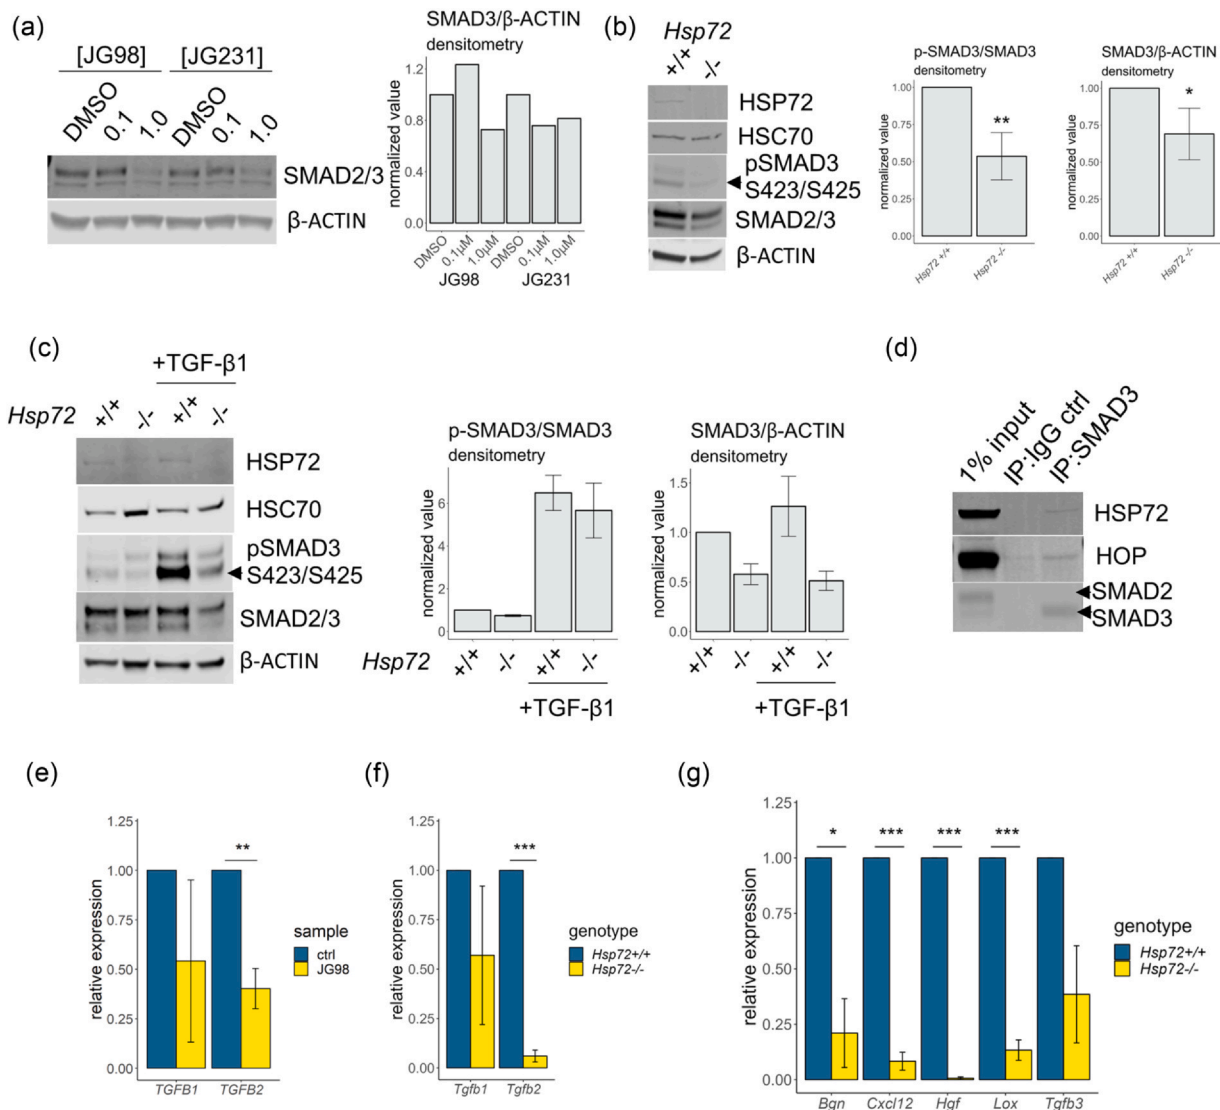 (a)
[JG98] [JG231]
DMSO 0.1 1.0 DMSO 0.1 1.0
SMAD2/3
β-ACTIN
SMAD3/β-ACTIN
densitometry
normalized value
1.2
0.8
0.4
0.0
DMSO 0.1µM 1.0µM DMSO 0.1µM 1.0µM
JG98 JG231
(b)
Hsp72
+/+ -/-
HSP72
HSC70
pSMAD3
S423/S425
SMAD2/3
β-ACTIN
p-SMAD3/SMAD3
densitometry
normalized value
1.00
0.75
0.50
0.25
0.00
**
Hsp72 +/+ Hsp72 -/-
SMAD3/β-ACTIN
densitometry
normalized value
1.00
0.75
0.50
0.25
0.00
*
Hsp72 +/+ Hsp72 -/-
(c)
+TGF-β1
Hsp72 +/+ -/- +/+ -/-
HSP72
HSC70
pSMAD3
S423/S425
SMAD2/3
β-ACTIN
p-SMAD3/SMAD3
densitometry
normalized value
6
4
2
0
Hsp72 +/+ -/- +/+ -/-
+TGF-β1
SMAD3/β-ACTIN
densitometry
normalized value
1.5
1.0
0.5
0.0
+/+ -/- +/+ -/-
+TGF-β1
(d)
1% input IP:IgG ctrl IP:SMAD3
HSP72
HOP
SMAD2
SMAD3
(e)
relative expression
1.25
1.00
0.75
0.50
0.25
0.00
**
TGFB1 TGFB2
sample
ctrl
JG98
(f)
relative expression
1.25
1.00
0.75
0.50
0.25
0.00
***
Tgfb1 Tgfb2
genotype
Hsp72+/+
Hsp72-/-
(g)
relative expression
1.25
1.00
0.75
0.50
0.25
0.00
* *** *** ***
Bgn Cxcl12 Hgf Lox Tgfb3
genotype
Hsp72+/+
Hsp72-/-